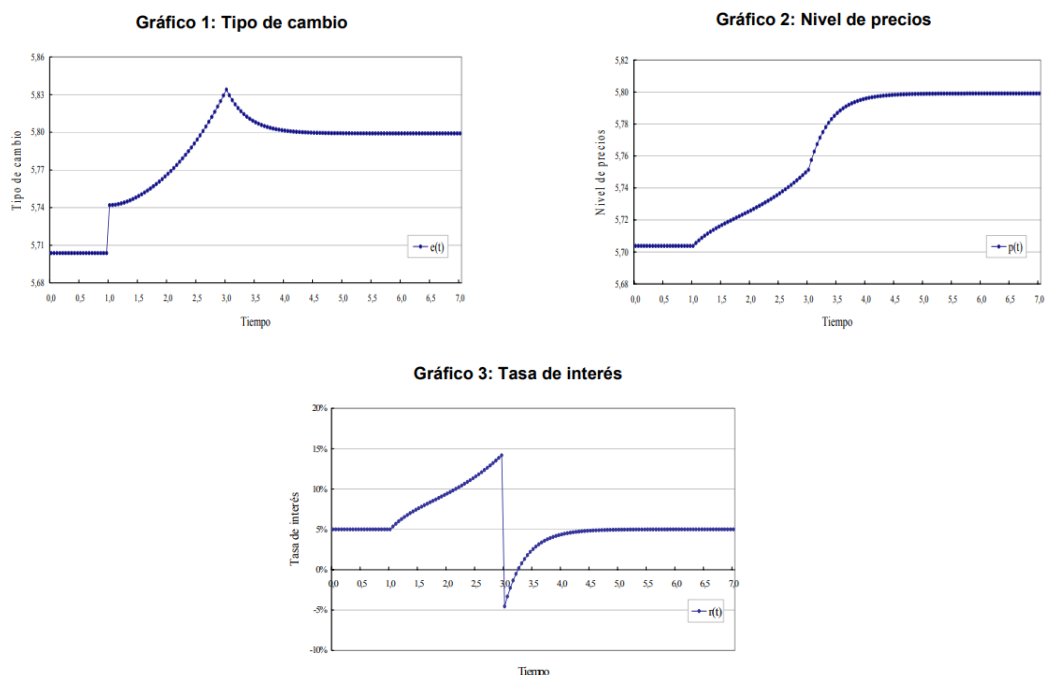 Gráfico 1: Tipo de cambio
5,86
5,83
5,80
5,77
5,74
5,71
5,68
Tipo de cambio
e(t)
0,0 0,5 1,0 1,5 2,0 2,5 3,0 3,5 4,0 4,5 5,0 5,5 6,0 6,5 7,0
Tiempo
Gráfico 2: Nivel de precios
5,82
5,80
5,78
5,76
5,74
5,72
5,70
5,68
Nivel de precios
p(t)
0,0 0,5 1,0 1,5 2,0 2,5 3,0 3,5 4,0 4,5 5,0 5,5 6,0 6,5 7,0
Tiempo
Gráfico 3: Tasa de interés
20%
15%
10%
5%
0%
-5%
-10%
Tasa de interés
0,0 0,5 1,0 1,5 2,0 2,5 3,0 3,5 4,0 4,5 5,0 5,5 6,0 6,5 7,0
r(t)
Tiempo